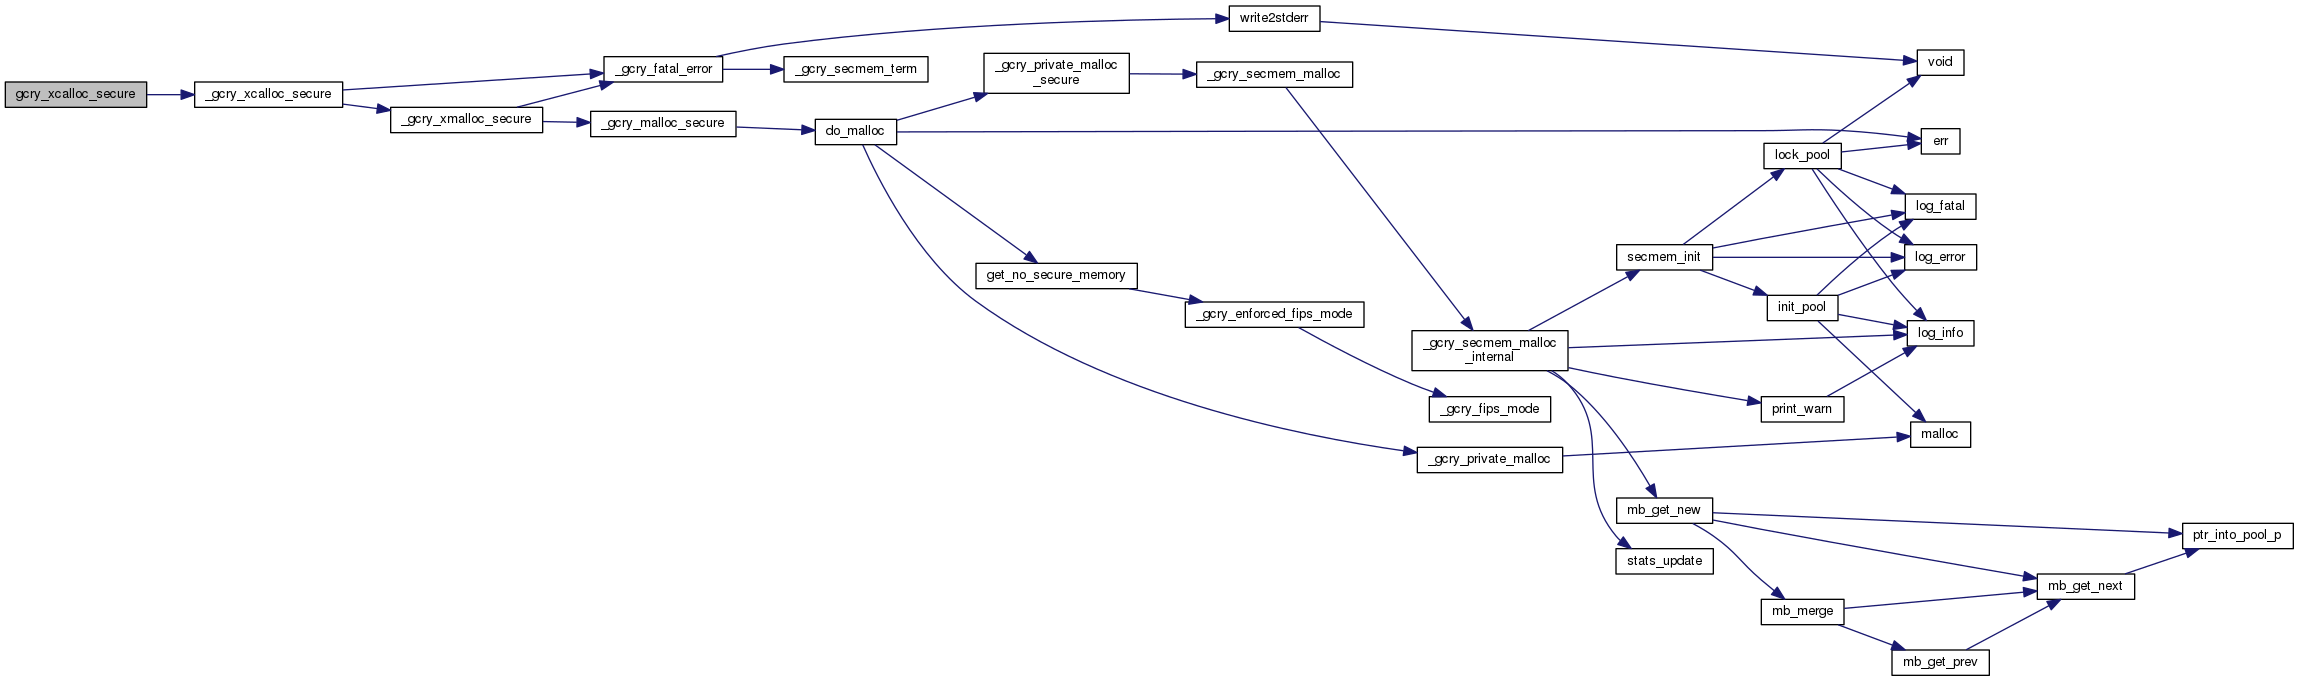 gcry_xcalloc_secure
_gcry_xcalloc_secure
_gcry_fatal_error
_gcry_xmalloc_secure
_gcry_secmem_term
_gcry_malloc_secure
write2stderr
do_malloc
_gcry_private_malloc
_secure
_gcry_secmem_malloc
get_no_secure_memory
_gcry_enforced_fips_mode
_gcry_fips_mode
_gcry_private_malloc
_gcry_secmem_malloc
_internal
secmem_init
lock_pool
init_pool
print_warn
void
err
log_fatal
log_error
log_info
malloc
mb_get_new
stats_update
mb_merge
mb_get_prev
mb_get_next
ptr_into_pool_p